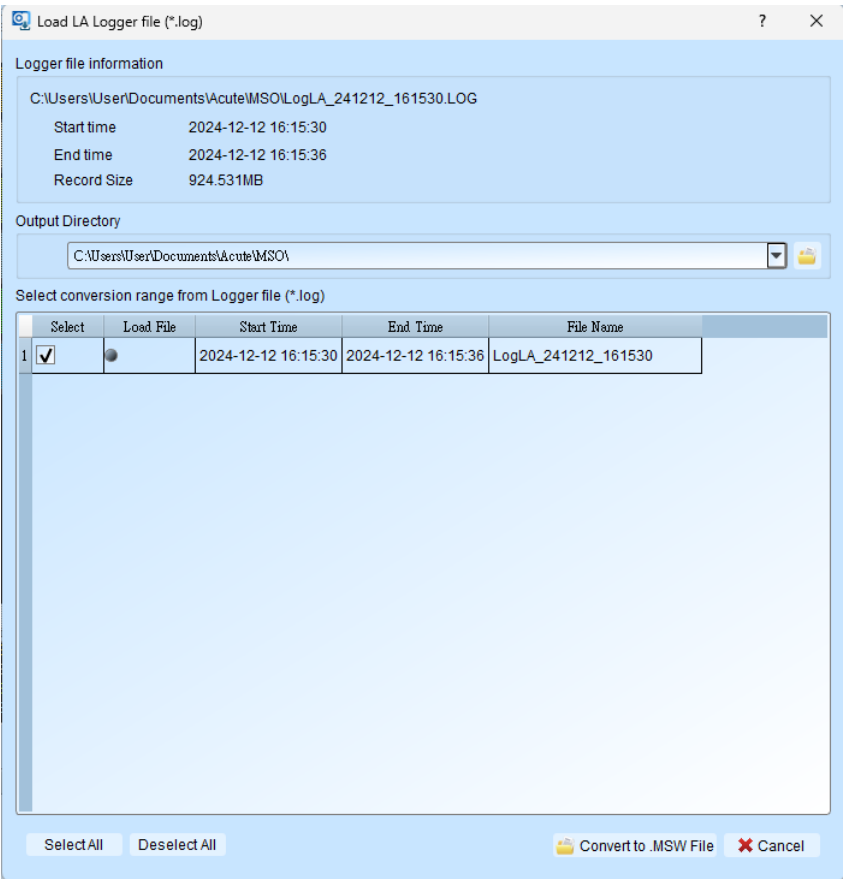 Load LA Logger file (*.log)
?
Logger file information
C:\Users\User\Documents\Acute\MSO\LogLA_241212_161530.LOG
Start time 2024-12-12 16:15:30
End time 2024-12-12 16:15:36
Record Size 924.531MB
Output Directory
C:\Users\User\Documents\Acute\MSO\
Select conversion range from Logger file (*.log)
Select Load File Start Time End Time File Name
1 2024-12-12 16:15:30 2024-12-12 16:15:36 LogLA_241212_161530
Select All Deselect All Convert to .MSW File Cancel